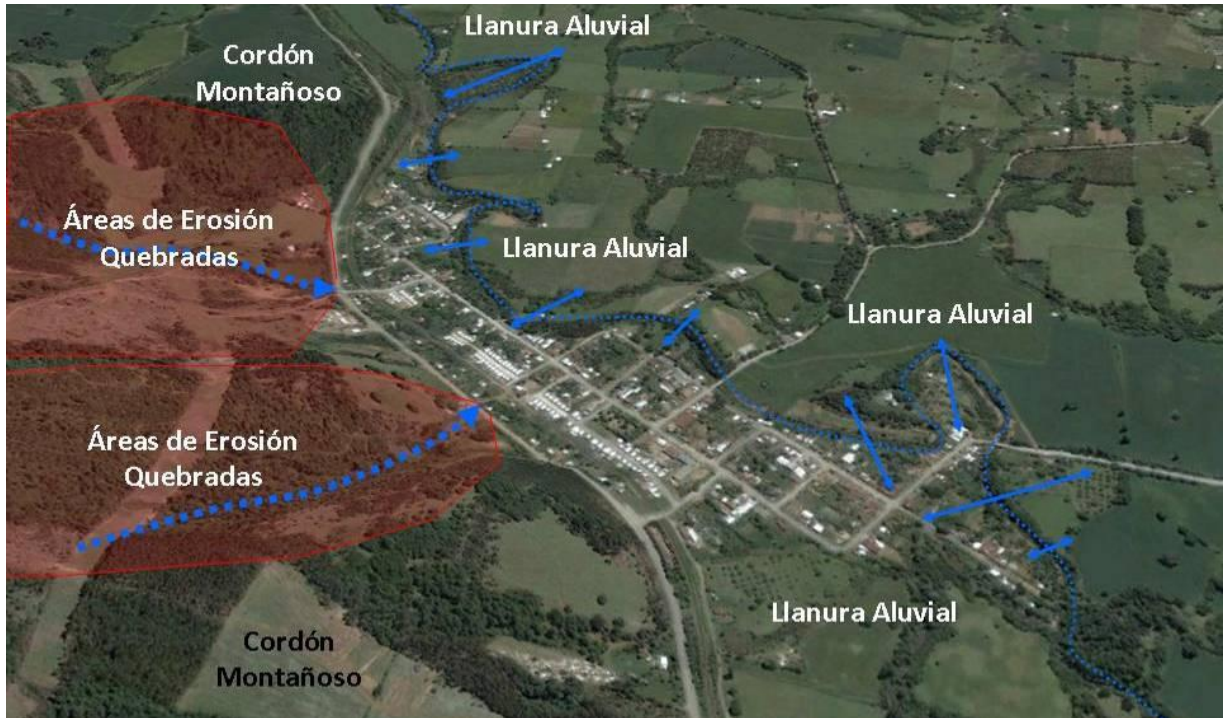 Llanura Aluvial
Cordón
Montañoso
Áreas de Erosión
Quebradas
Llanura Aluvial
Llanura Aluvial
Áreas de Erosión
Quebradas
Llanura Aluvial
Cordón
Montañoso